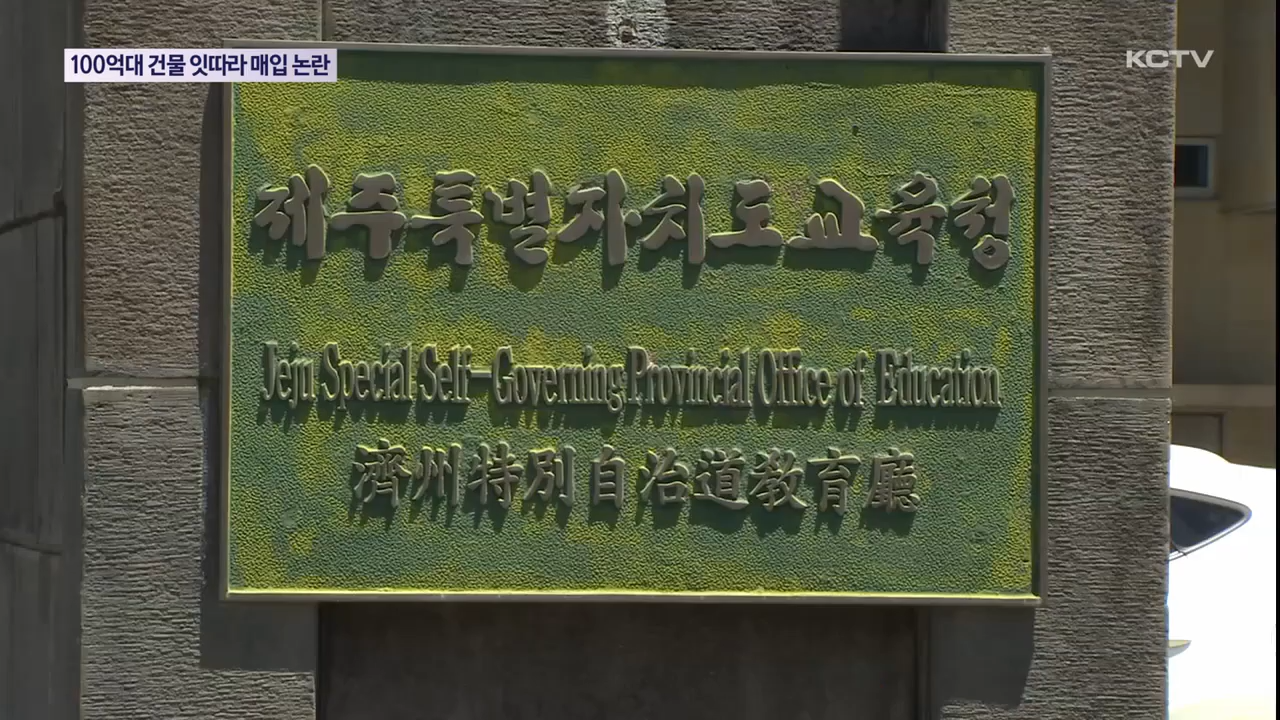 100억대 건물 잇따라 매입 논란
KCTV
제주특별자치도교육청
Jeju Special Self-Governing Provincial Office of Education
濟州特別自治道教育廳